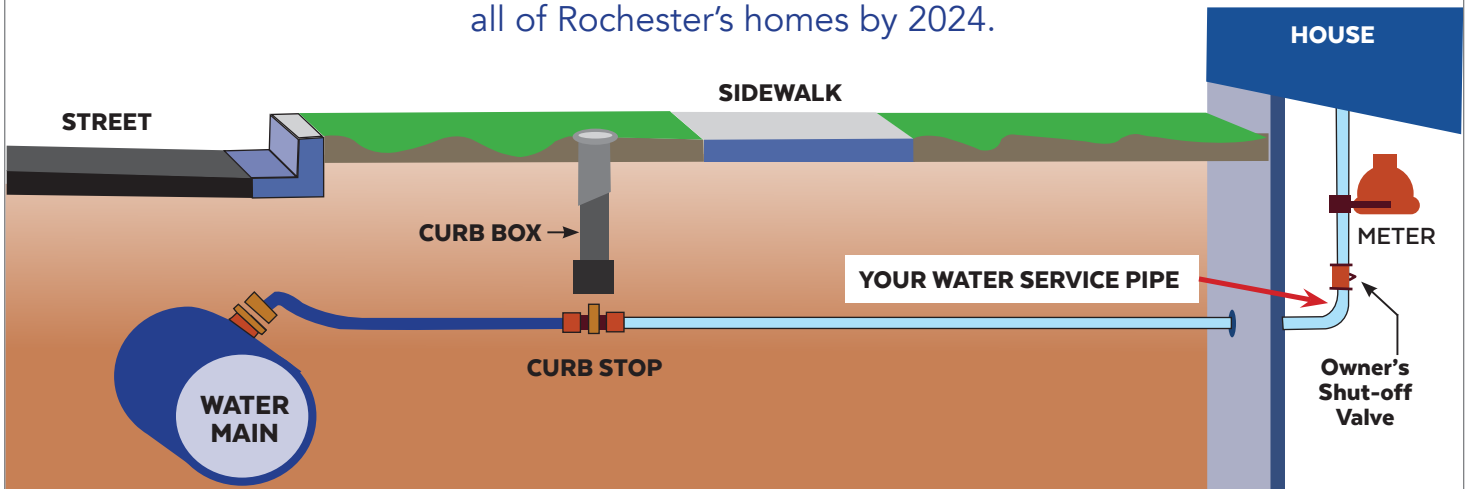 all of Rochester’s homes by 2024.
HOUSE
SIDEWALK
STREET
CURB BOX
METER
YOUR WATER SERVICE PIPE
CURB STOP
Owner’s
Shut-off
Valve
WATER
MAIN